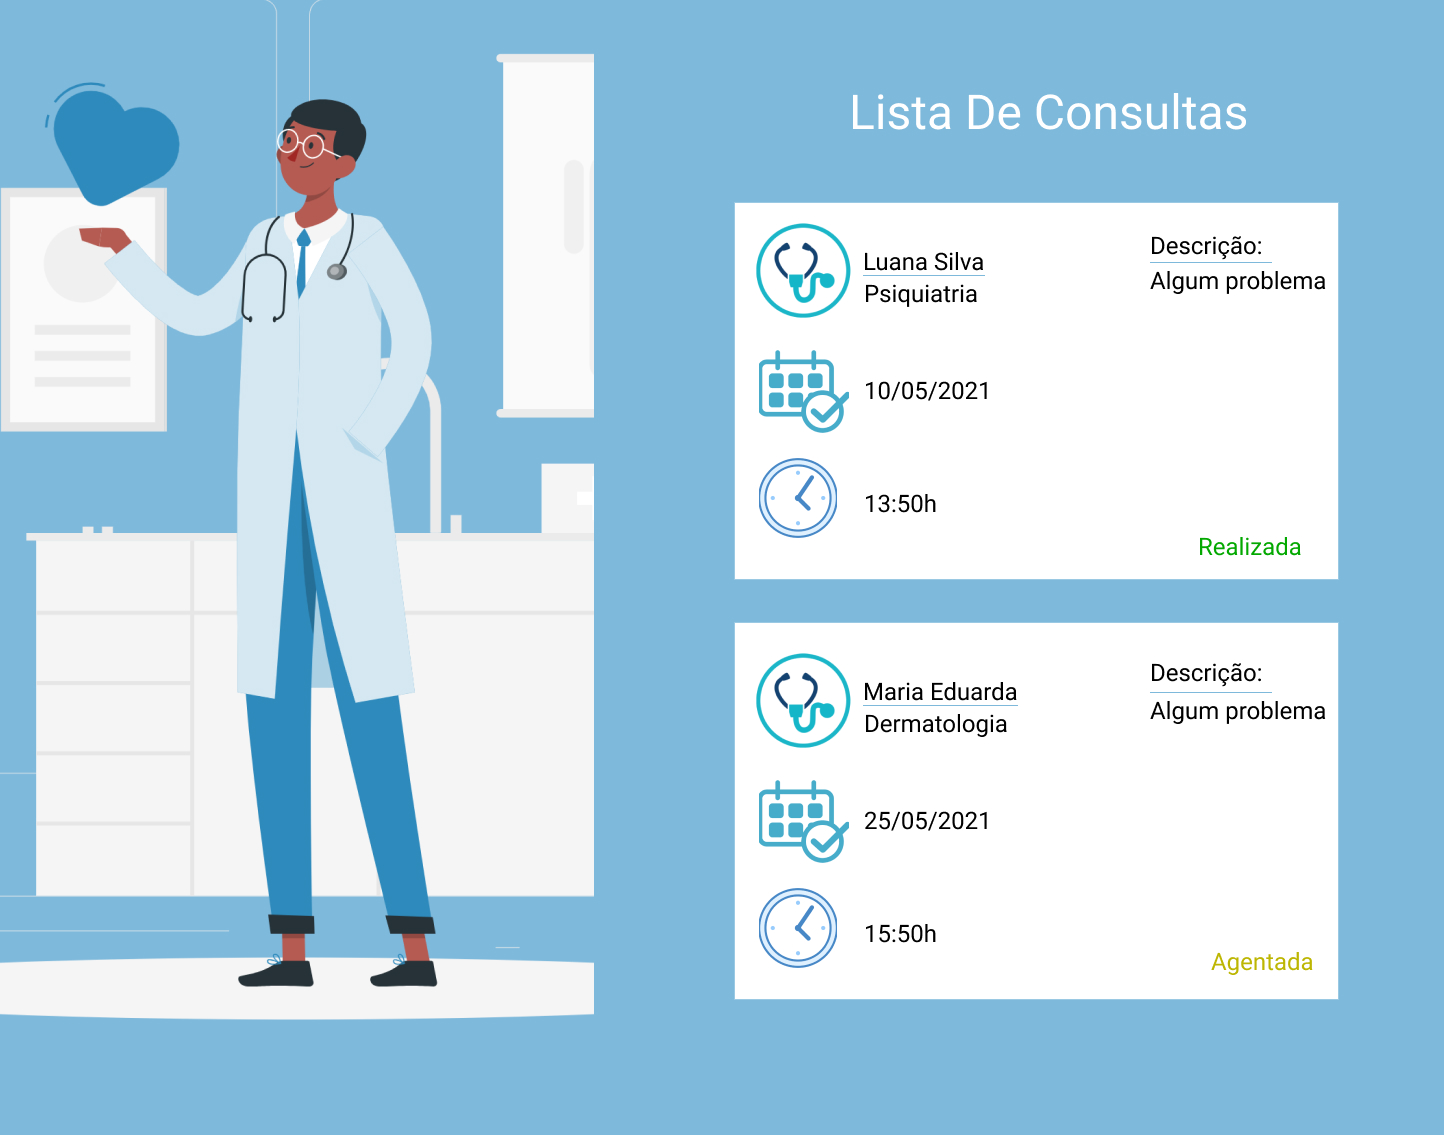 Lista De Consultas
Luana Silva
Psiquiatria
Descrição:
Algum problema
10/05/2021
13:50h
Realizada
Maria Eduarda
Dermatologia
Descrição:
Algum problema
25/05/2021
15:50h
Agentada